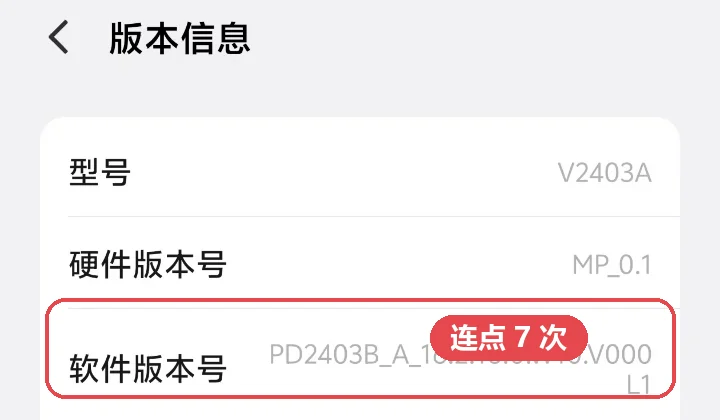 版本信息
型号 V2403A
硬件版本号 MP_0.1
连点 7 次
软件版本号 PD2403B_A_
V000
L1